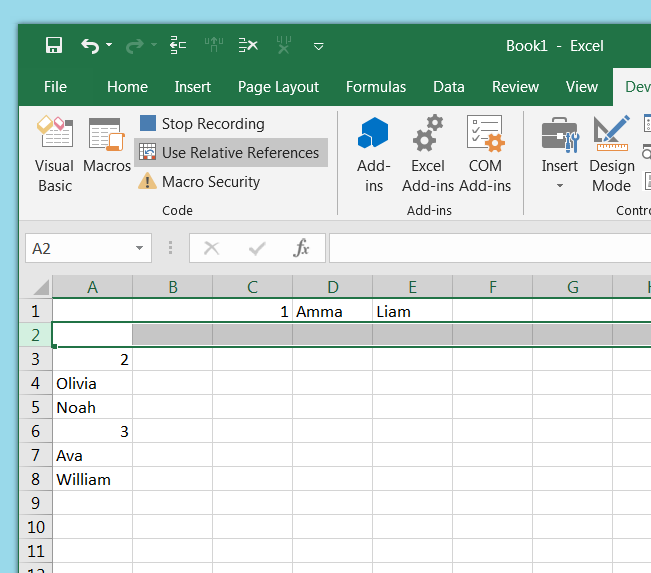 Book1 - Excel
File Home Insert Page Layout Formulas Data Review View Dev
Visual Basic
Macros
Stop Recording
Use Relative References
Macro Security
Code
Add-ins
Excel Add-ins
COM Add-ins
Add-ins
Insert
Design Mode
Contro
A2 fx
A B C D E F G H
1 1 Amma Liam
2
3 2
4 Olivia
5 Noah
6 3
7 Ava
8 William
9
10
11
12